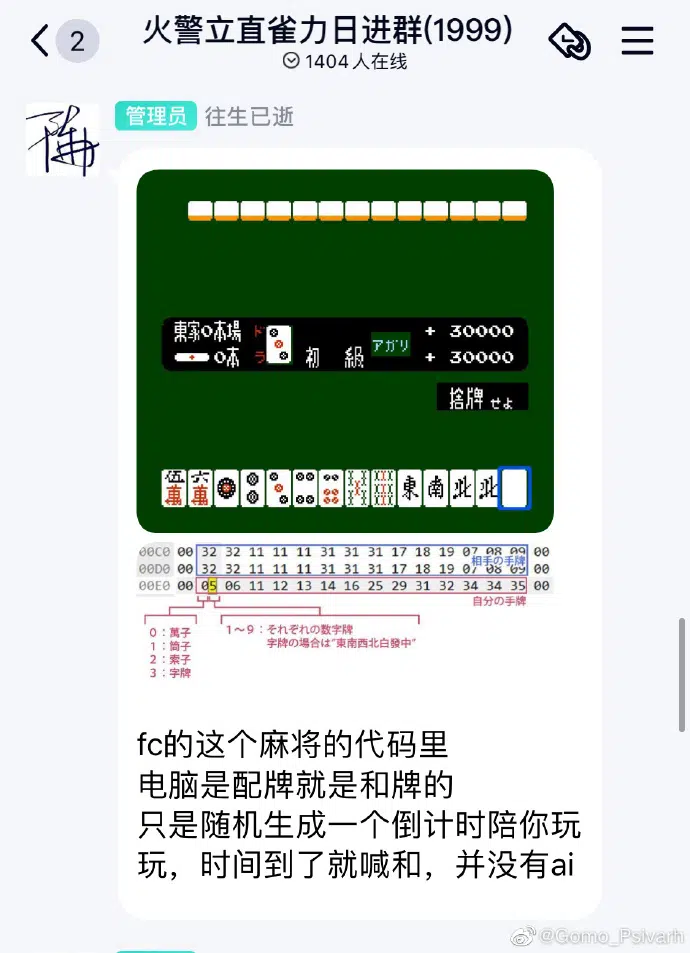 2
火警立直雀力日进群(1999)
1404人在线
管理员 往生已逝
東家0本場 ドラ + 30000
0本 初級 アガリ + 30000
捨牌せよ
伍萬 六萬 東 南 北 北
00C0 00 32 32 11 11 11 31 31 31 17 18 19 07 08 09 00
相手の手牌
00D0 00 32 32 11 11 11 31 31 31 17 18 19 07 08 09 00
00E0 00 05 06 11 12 13 14 16 25 29 31 32 34 34 35 00
自分の手牌
0:萬子
1:筒子
2:索子
3:字牌
1～9:それぞれの数字牌
字牌の場合は"東南西北白發中"
fc的这个麻将的代码里
电脑是配牌就是和牌的
只是随机生成一个倒计时陪你玩
玩，时间到了就喊和，并没有ai
@Gomo_Psivarh